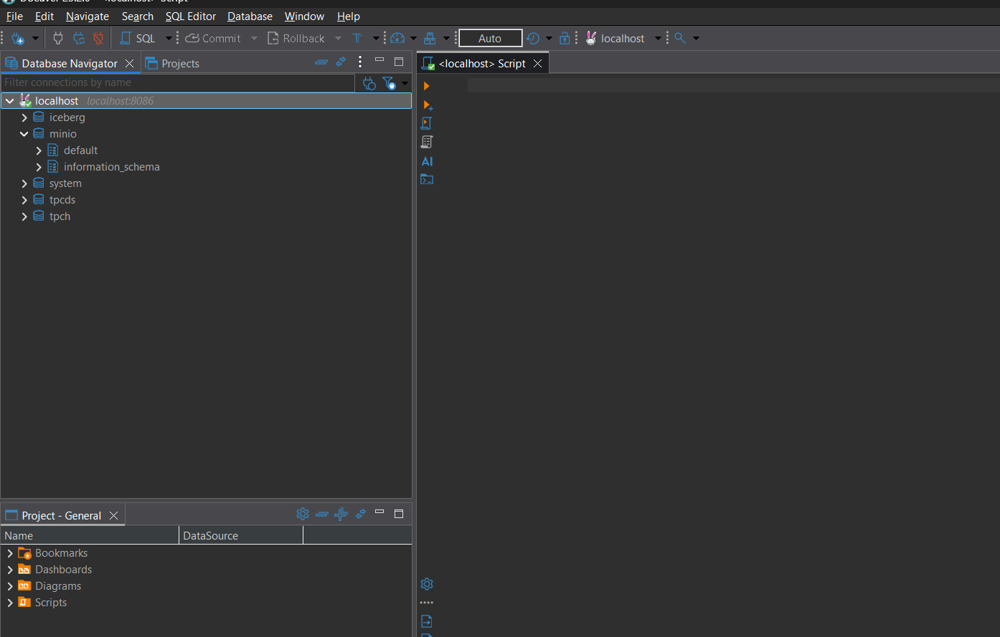 File Edit Navigate Search SQL Editor Database Window Help
SQL Commit Rollback T Auto localhost
Database Navigator Projects
<localhost> Script
Filter connections by name
localhost localhost:8086
iceberg
minio
default
information_schema
system
tpcds
tpch
AI
Project - General
Name DataSource
Bookmarks
Dashboards
Diagrams
Scripts